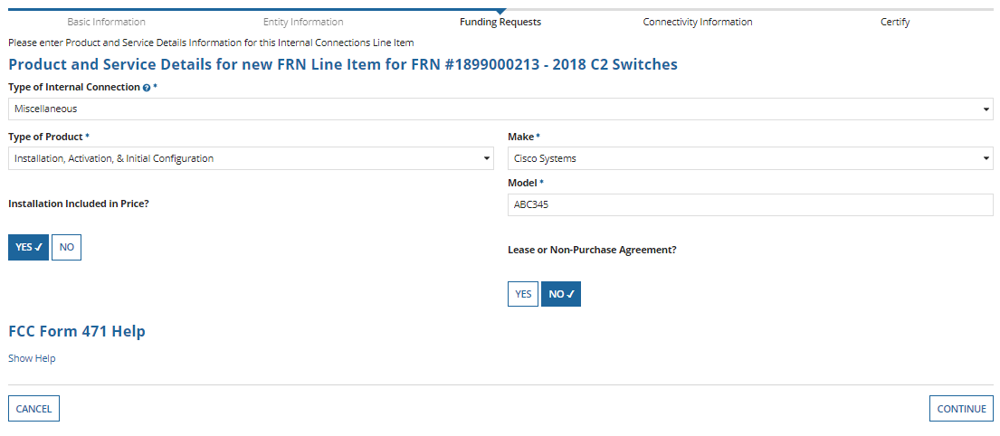 Basic Information Entity Information Funding Requests Connectivity Information Certify
Please enter Product and Service Details Information for this Internal Connections Line Item
Product and Service Details for new FRN Line Item for FRN #1899000213 - 2018 C2 Switches
Type of Internal Connection ? *
Miscellaneous
Type of Product * Make *
Installation, Activation, & Initial Configuration Cisco Systems
Model *
Installation Included in Price? ABC345
YES ✓ NO
Lease or Non-Purchase Agreement?
YES NO ✓
FCC Form 471 Help
Show Help
CANCEL CONTINUE